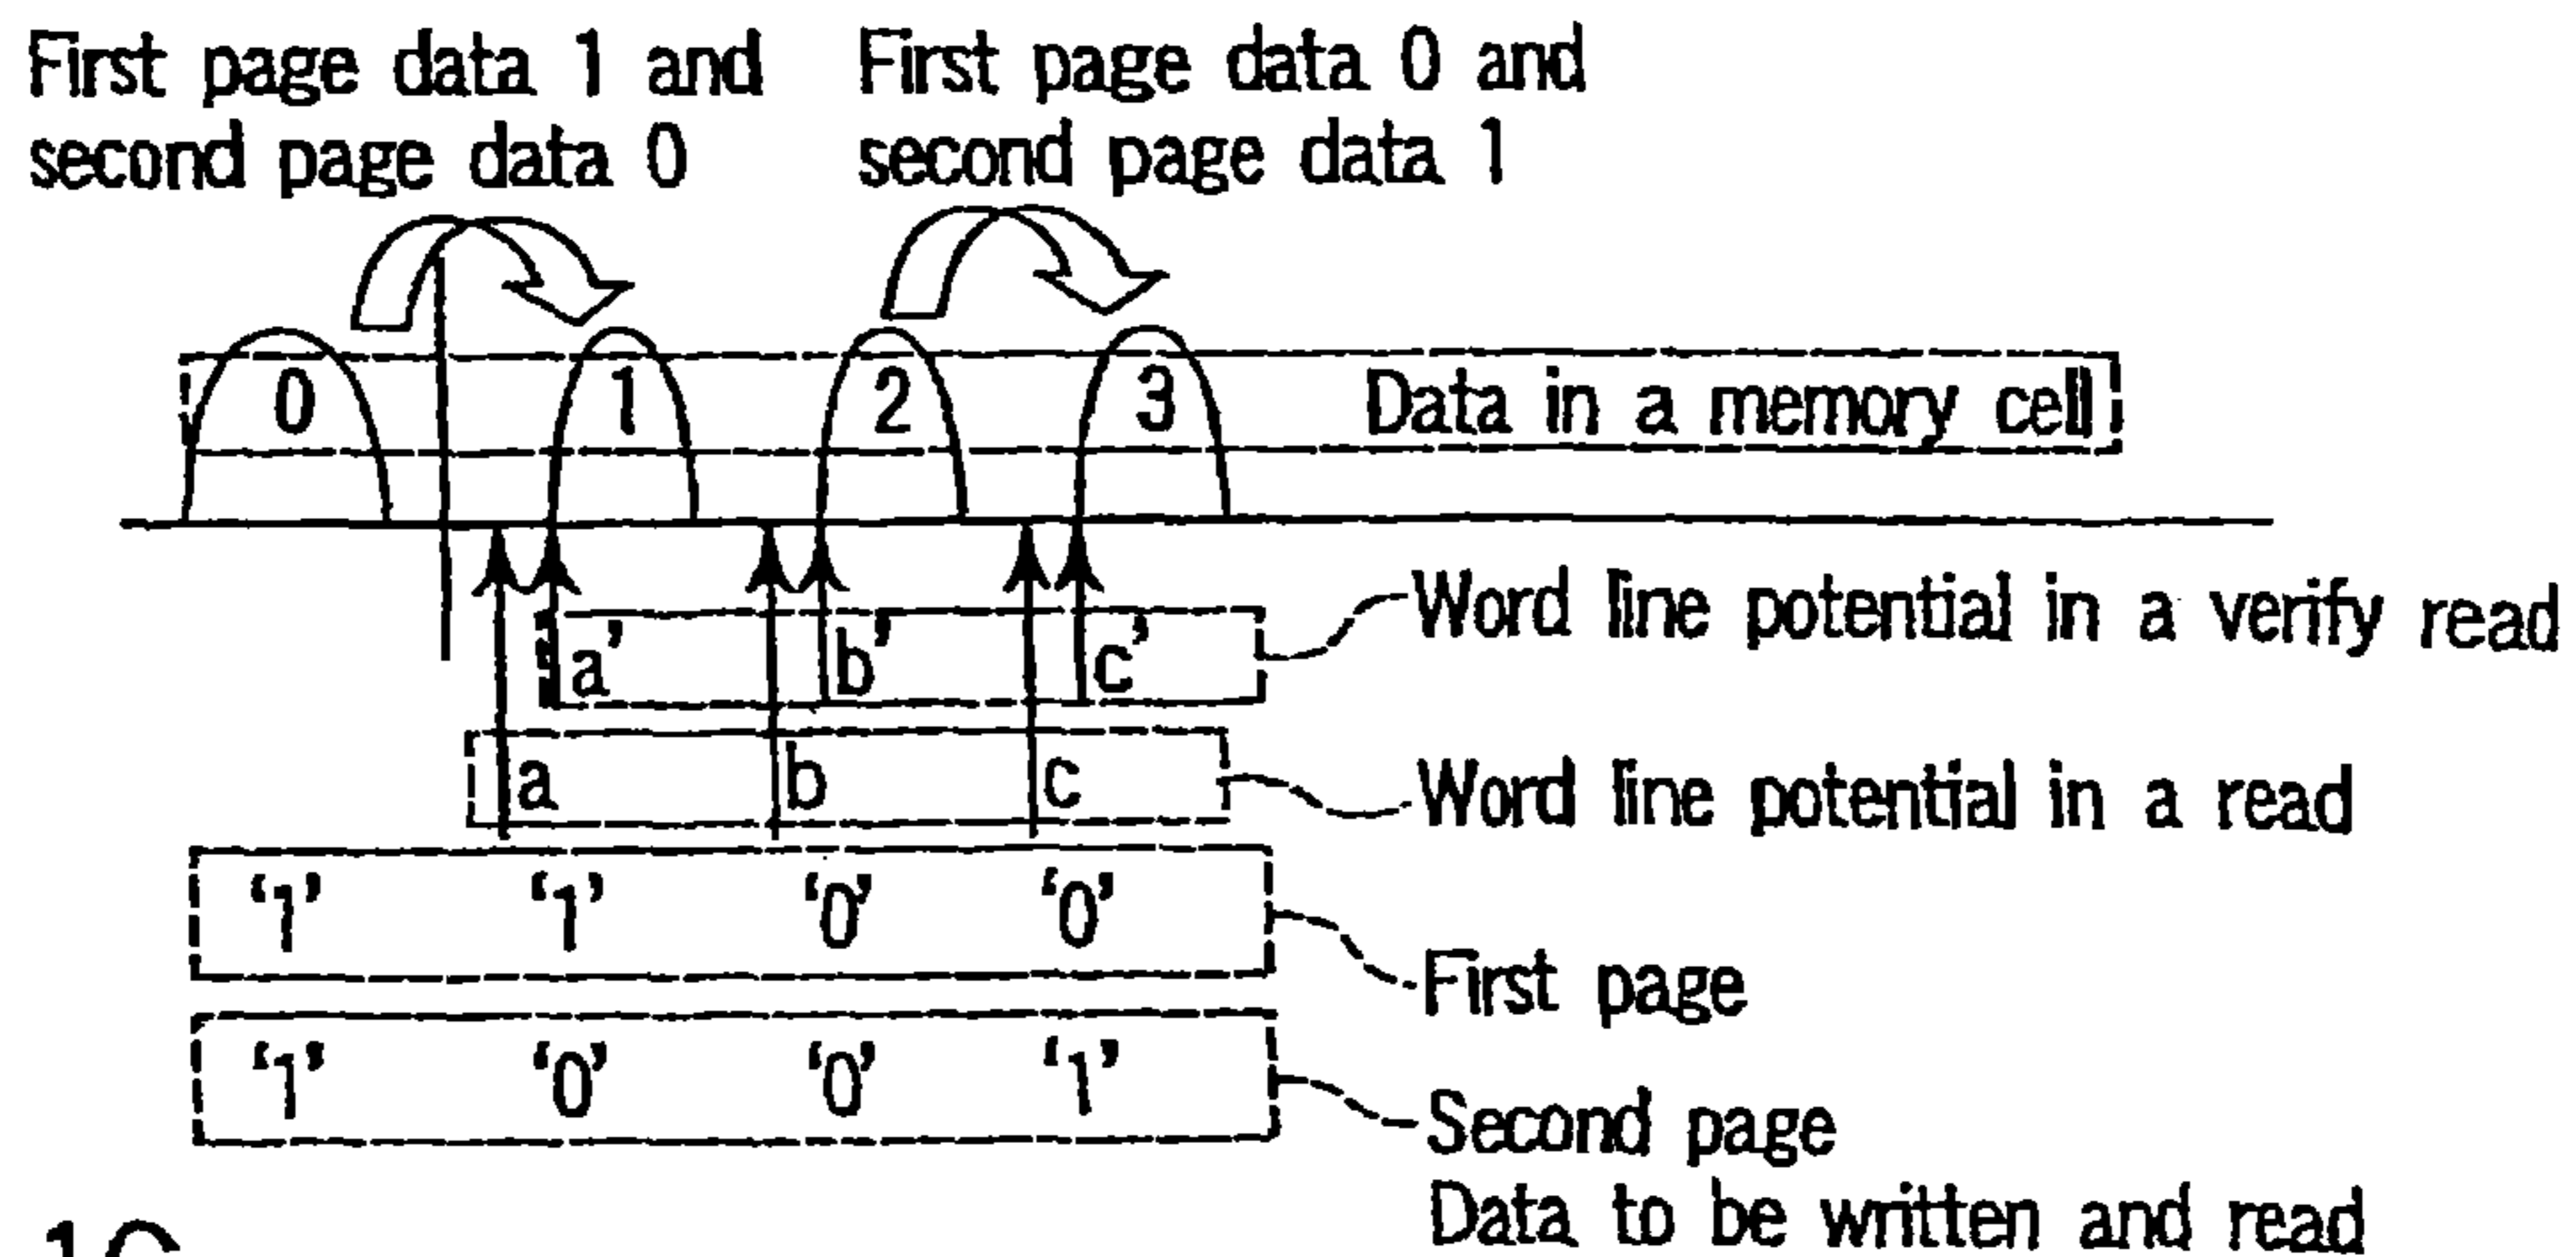 First page data 1 and
second page data 0
First page data 0 and
second page data 1
0 1 2 3 Data in a memory cell
a' b' c' Word line potential in a verify read
a b c Word line potential in a read
‘1’ ‘1’ ‘0’ ‘0’
First page
‘1’ ‘0’ ‘0’ ‘1’
Second page
Data to be written and read